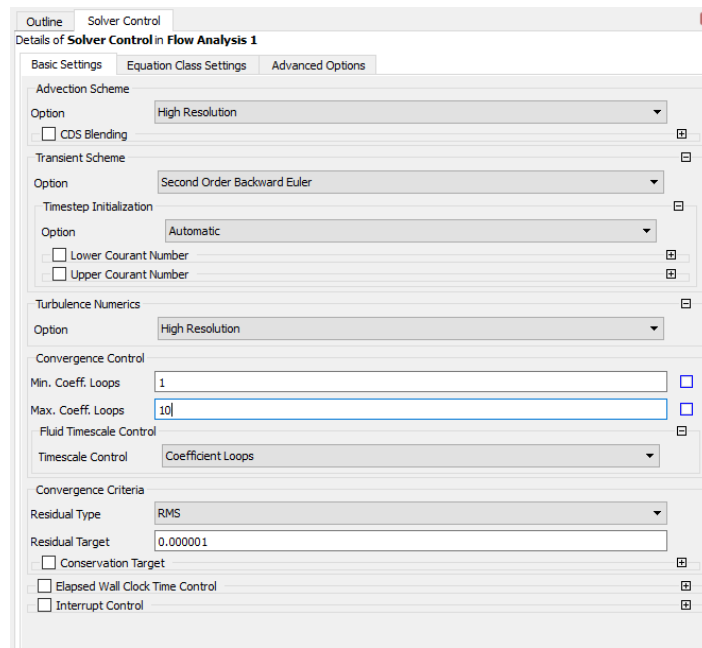 Outline Solver Control
Details of Solver Control in Flow Analysis 1
Basic Settings Equation Class Settings Advanced Options
Advection Scheme
Option High Resolution
CDS Blending
Transient Scheme
Option Second Order Backward Euler
Timestep Initialization
Option Automatic
Lower Courant Number
Upper Courant Number
Turbulence Numerics
Option High Resolution
Convergence Control
Min. Coeff. Loops 1
Max. Coeff. Loops 10
Fluid Timescale Control
Timescale Control Coefficient Loops
Convergence Criteria
Residual Type RMS
Residual Target 0.000001
Conservation Target
Elapsed Wall Clock Time Control
Interrupt Control